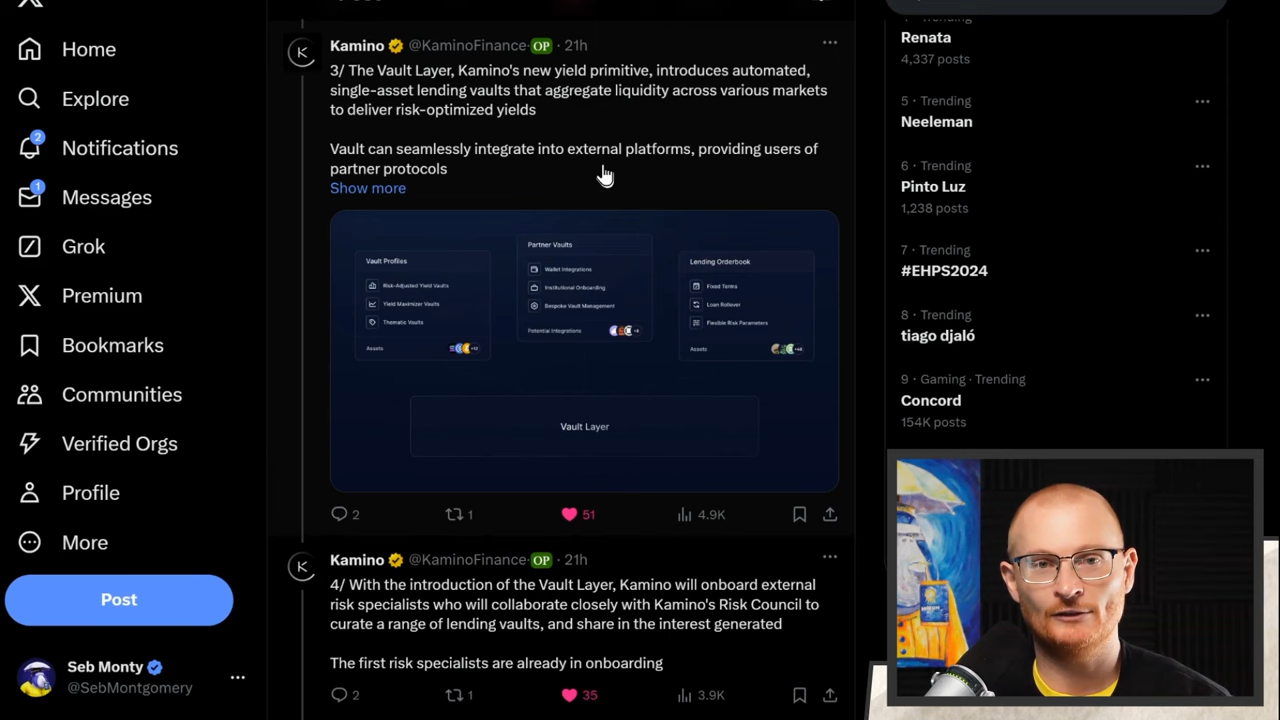 Home
Explore
2
Notifications
1
Messages
Grok
Premium
Bookmarks
Communities
Verified Orgs
Profile
More
Post
Seb Monty
@SebMontgomery
Kamino @KaminoFinance OP · 21h
3/ The Vault Layer, Kamino's new yield primitive, introduces automated,
single-asset lending vaults that aggregate liquidity across various markets
to deliver risk-optimized yields
Vault can seamlessly integrate into external platforms, providing users of
partner protocols
Show more
Vault Profiles
Risk-Adjusted Yield Vaults
Yield Maximizer Vaults
Thematic Vaults
Assets
+12
Partner Vaults
Wallet Integrations
Institutional Onboarding
Bespoke Vault Management
Potential Integrations
Lending Orderbook
Fixed Terms
Loan Rollover
Flexible Risk Parameters
Assets
Vault Layer
2
1
51
4.9K
Kamino @KaminoFinance OP · 21h
4/ With the introduction of the Vault Layer, Kamino will onboard external
risk specialists who will collaborate closely with Kamino's Risk Council to
curate a range of lending vaults, and share in the interest generated
The first risk specialists are already in onboarding
2
1
35
3.9K
Renata
4,337 posts
5 · Trending
Neeleman
6 · Trending
Pinto Luz
1,238 posts
7 · Trending
#EHPS2024
8 · Trending
tiago djaló
9 · Gaming · Trending
Concord
154K posts